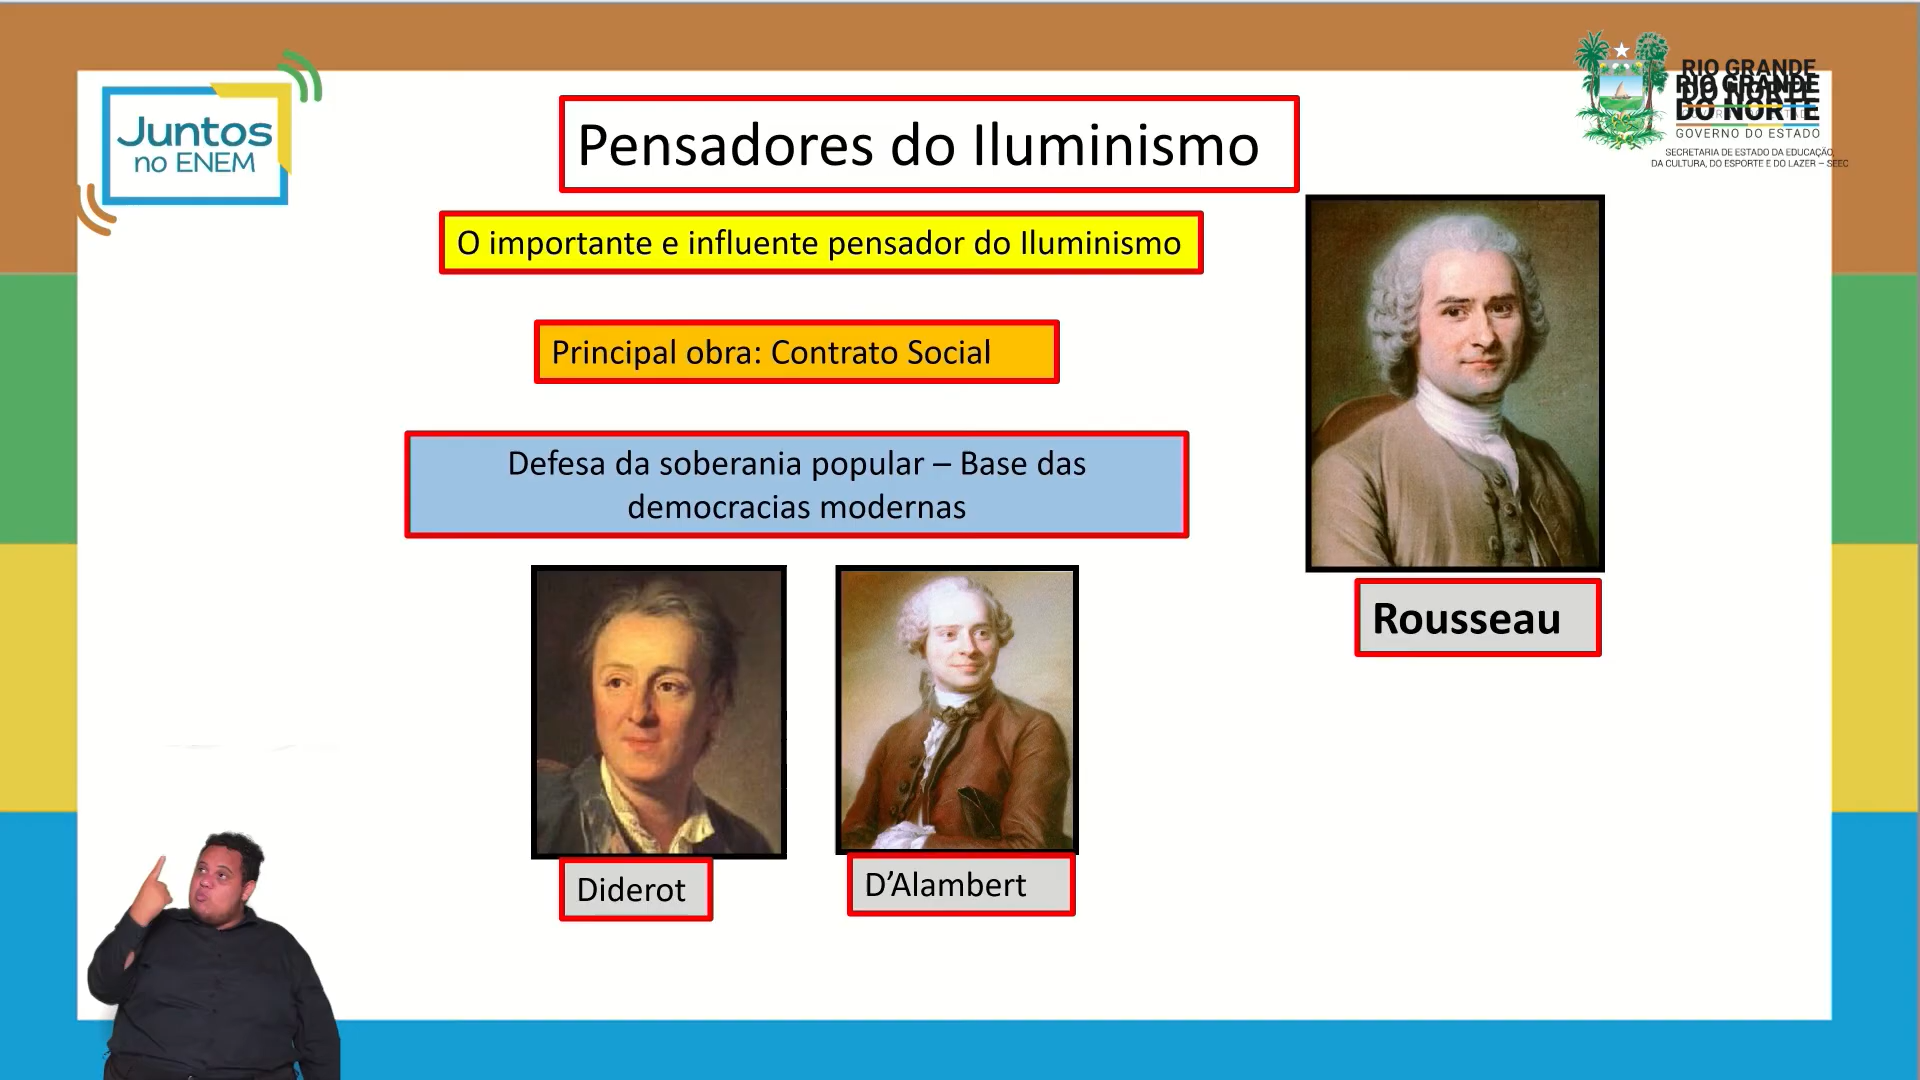 Juntos
no ENEM
Pensadores do Iluminismo
RIO GRANDE
DO NORTE
GOVERNO DO ESTADO
SECRETARIA DE ESTADO DA EDUCAÇÃO,
DA CULTURA, DO ESPORTE E DO LAZER – SEEC
O importante e influente pensador do Iluminismo
Principal obra: Contrato Social
Defesa da soberania popular – Base das
democracias modernas
Rousseau
Diderot
D’Alambert